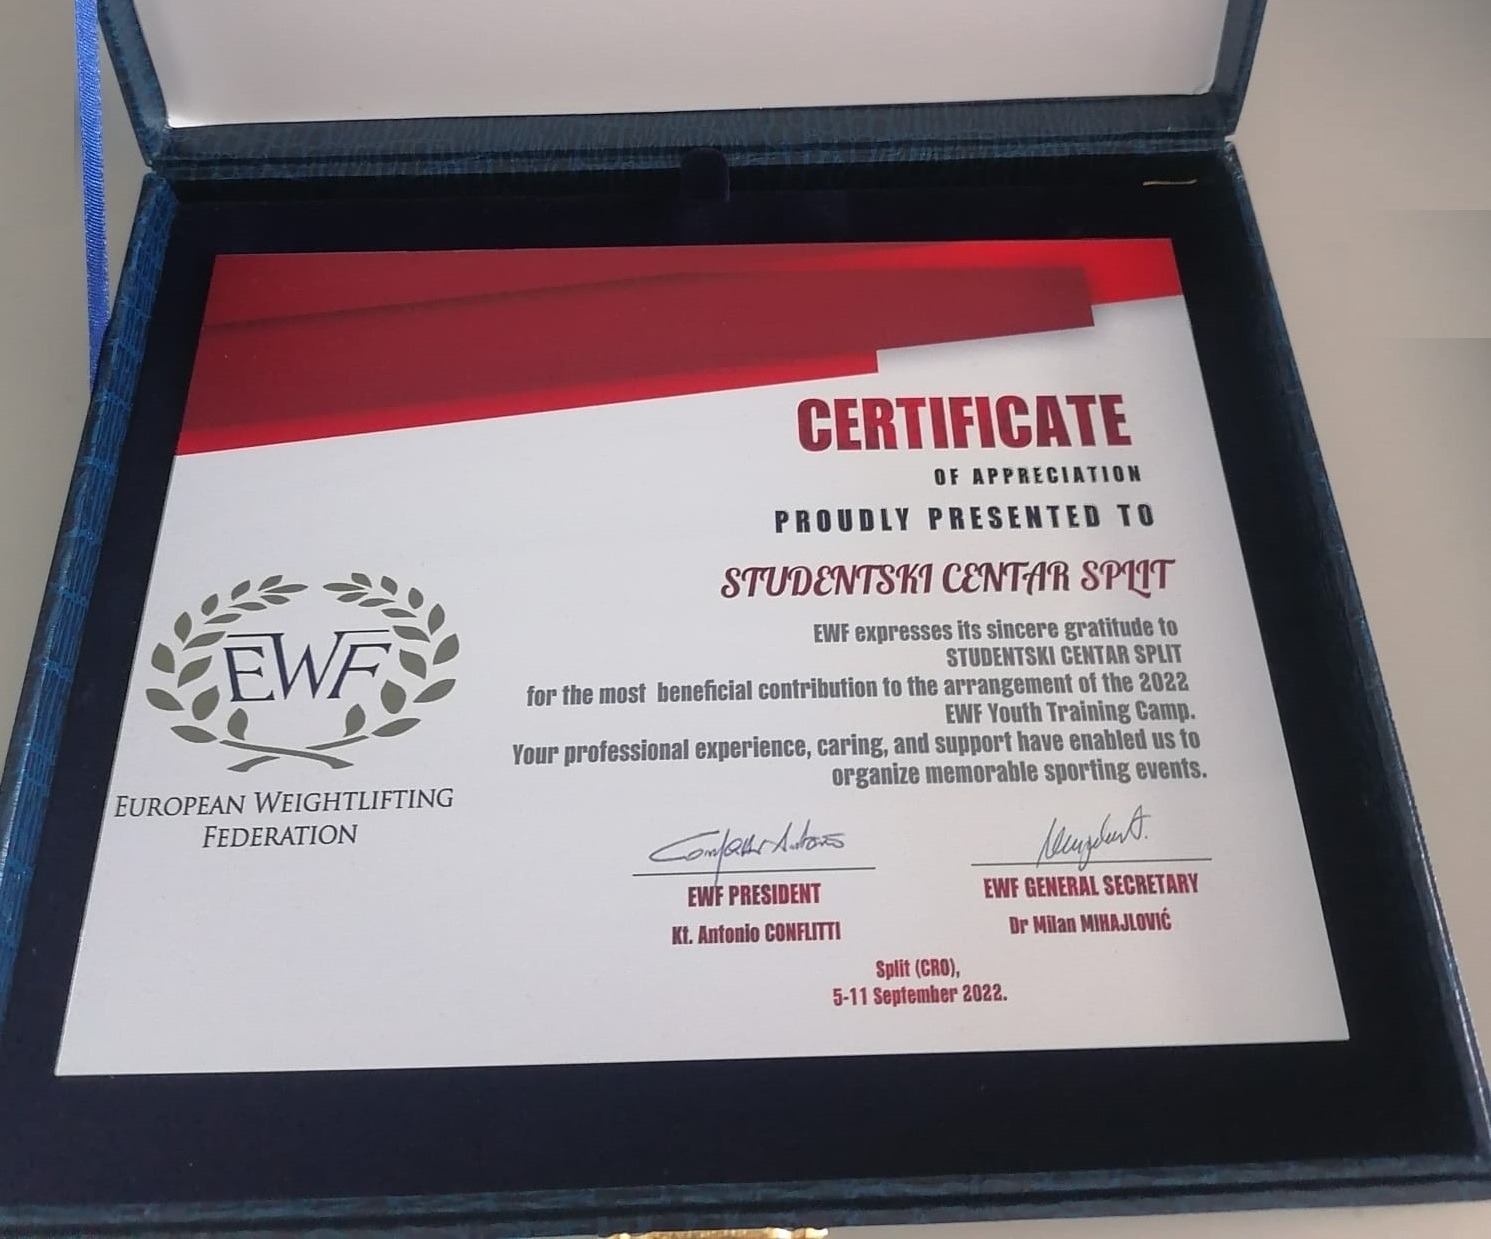 CERTIFICATE
OF APPRECIATION
PROUDLY PRESENTED TO
STUDENTSKI CENTAR SPLIT
EWF expresses its sincere gratitude to
STUDENTSKI CENTAR SPLIT
for the most beneficial contribution to the arrangement of the 2022
EWF Youth Training Camp.
Your professional experience, caring, and support have enabled us to
organize memorable sporting events.
EWF
EUROPEAN WEIGHTLIFTING
FEDERATION
EWF PRESIDENT
Kt. Antonio CONFLITTI
EWF GENERAL SECRETARY
Dr Milan MIHAJLOVIĆ
Split (CRO),
5-11 September 2022.